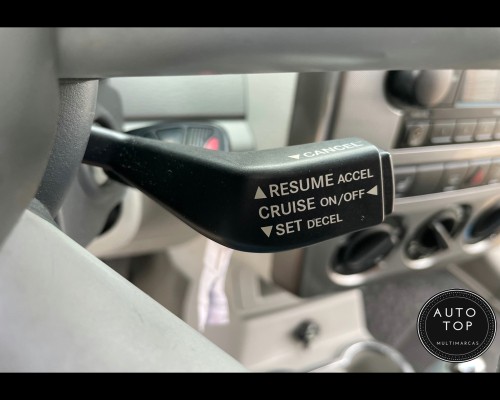 ▼CANCEL
▲RESUME ACCEL
CRUISE ON/OFF◀
▼SET DECEL
AUTO
TOP
MULTIMARCAS